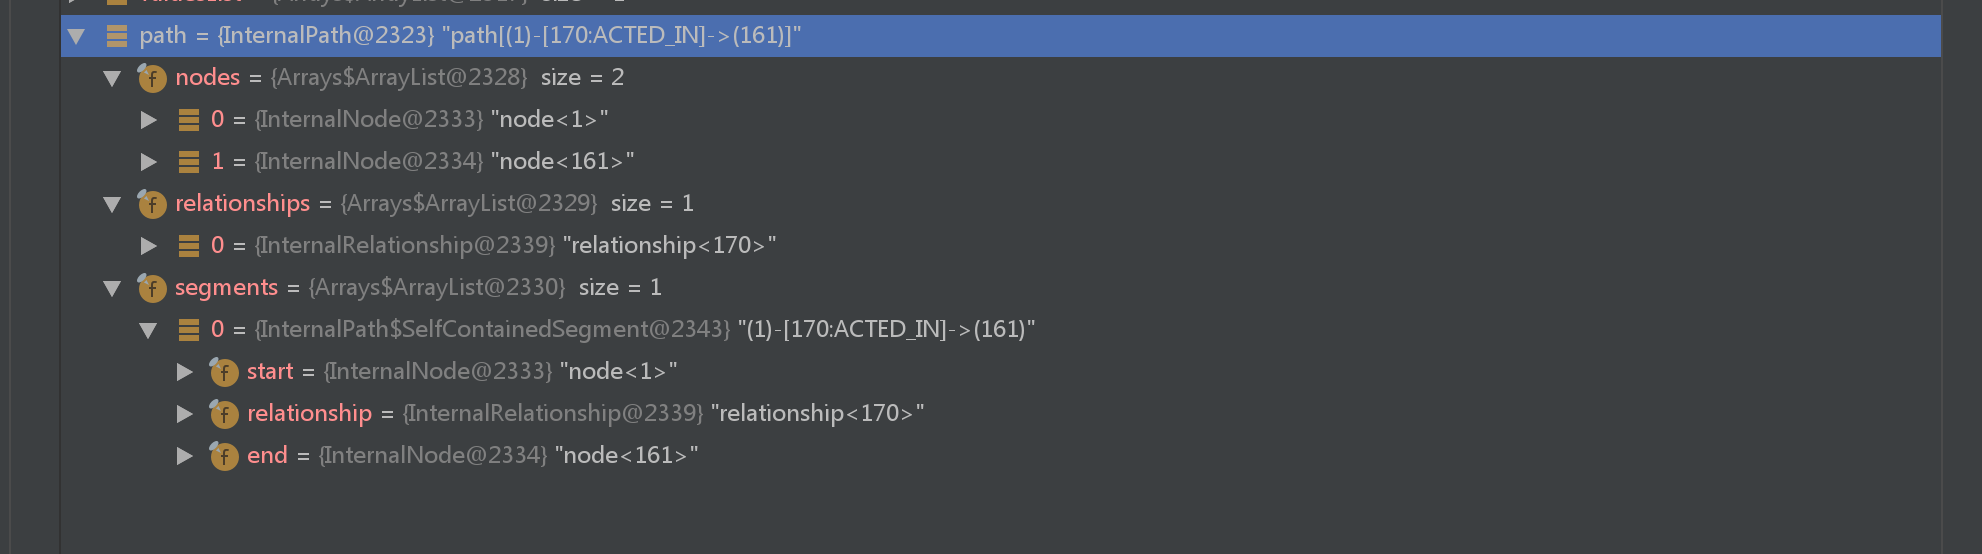 path = {InternalPath@2323} "path[(1)-[170:ACTED_IN]->(161)]"
nodes = {Arrays$ArrayList@2328} size = 2
0 = {InternalNode@2333} "node<1>"
1 = {InternalNode@2334} "node<161>"
relationships = {Arrays$ArrayList@2329} size = 1
0 = {InternalRelationship@2339} "relationship<170>"
segments = {Arrays$ArrayList@2330} size = 1
0 = {InternalPath$SelfContainedSegment@2343} "(1)-[170:ACTED_IN]->(161)"
start = {InternalNode@2333} "node<1>"
relationship = {InternalRelationship@2339} "relationship<170>"
end = {InternalNode@2334} "node<161>"